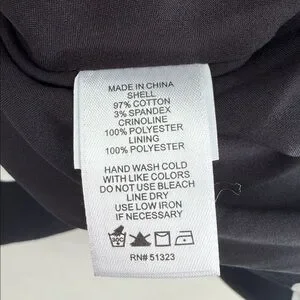 MADE IN CHINA
SHELL
97% COTTON
3% SPANDEX
CRINOLINE
100% POLYESTER
LINING
100% POLYESTER
HAND WASH COLD
WITH LIKE COLORS
DO NOT USE BLEACH
LINE DRY
USE LOW IRON
IF NECESSARY
RN# 51323